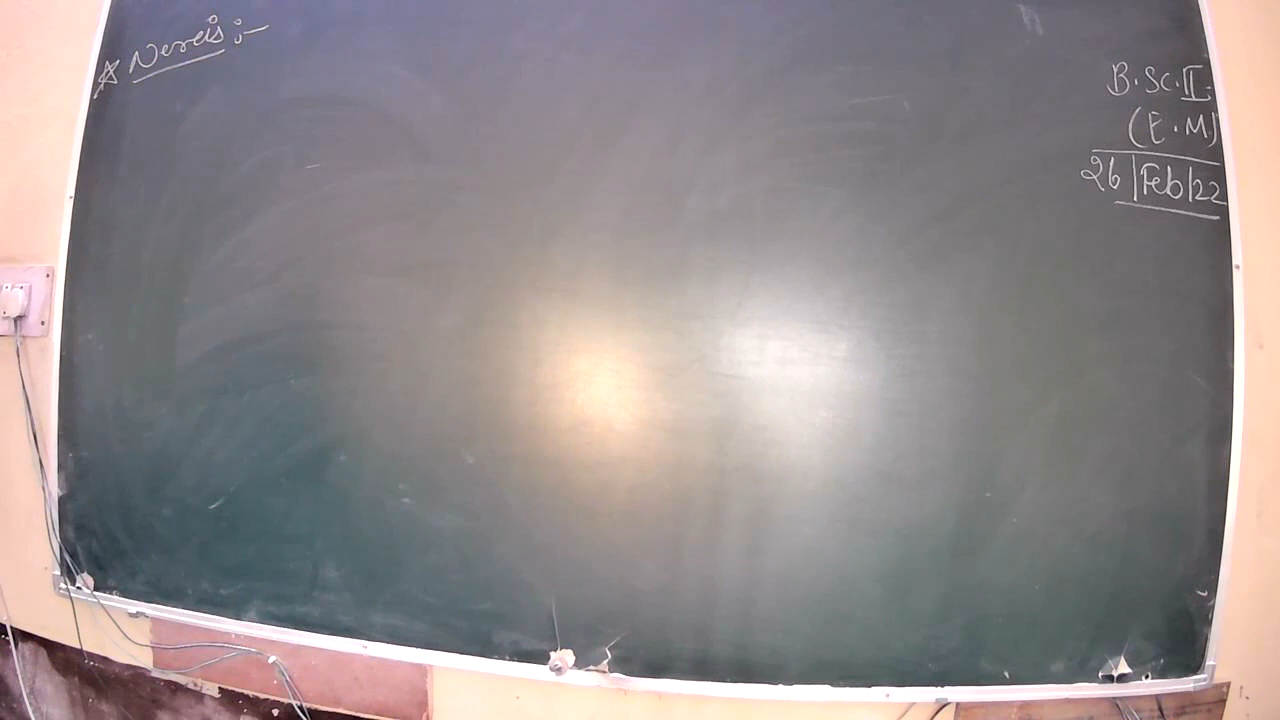 ☆ Nereis :-
B.Sc.II.
(E.M)
26|Feb|22